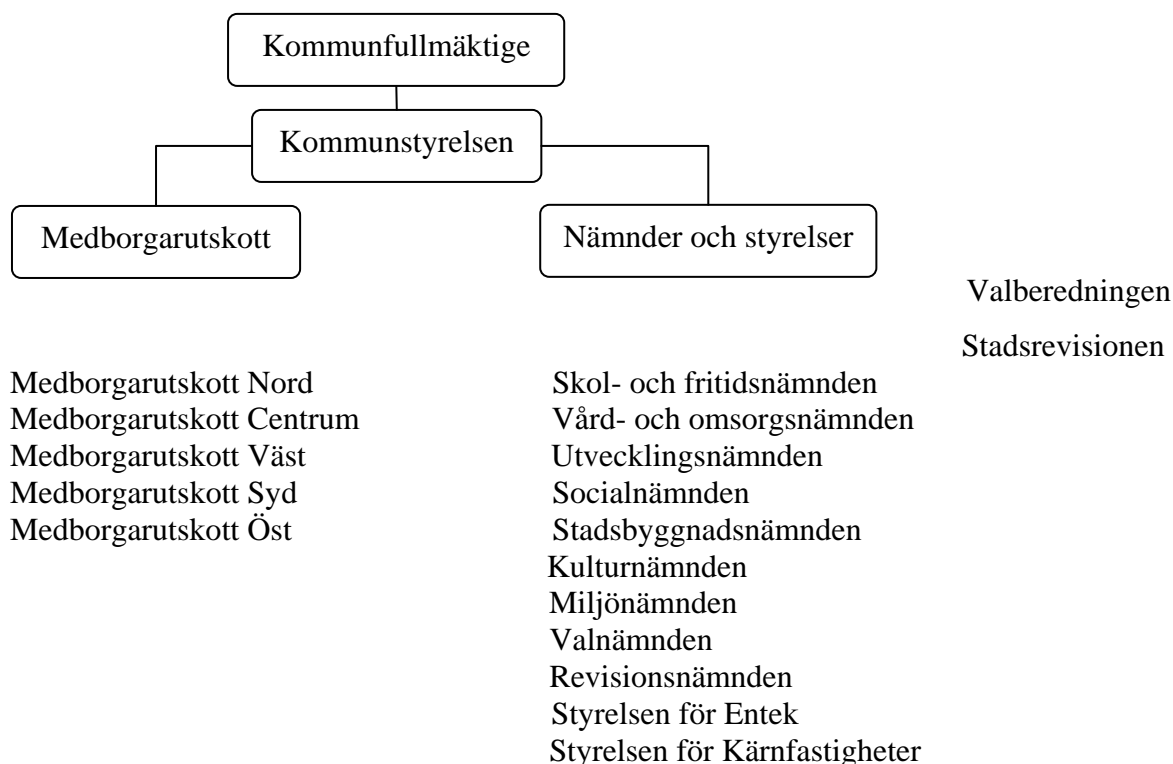 Kommunfullmäktige
Kommunstyrelsen
Medborgarutskott
Nämnder och styrelser
Valberedningen
Stadsrevisionen
Medborgarutskott Nord
Medborgarutskott Centrum
Medborgarutskott Väst
Medborgarutskott Syd
Medborgarutskott Öst
Skol- och fritidsnämnden
Vård- och omsorgsnämnden
Utvecklingsnämnden
Socialnämnden
Stadsbyggnadsnämnden
Kulturnämnden
Miljönämnden
Valnämnden
Revisionsnämnden
Styrelsen för Entek
Styrelsen för Kärnfastigheter